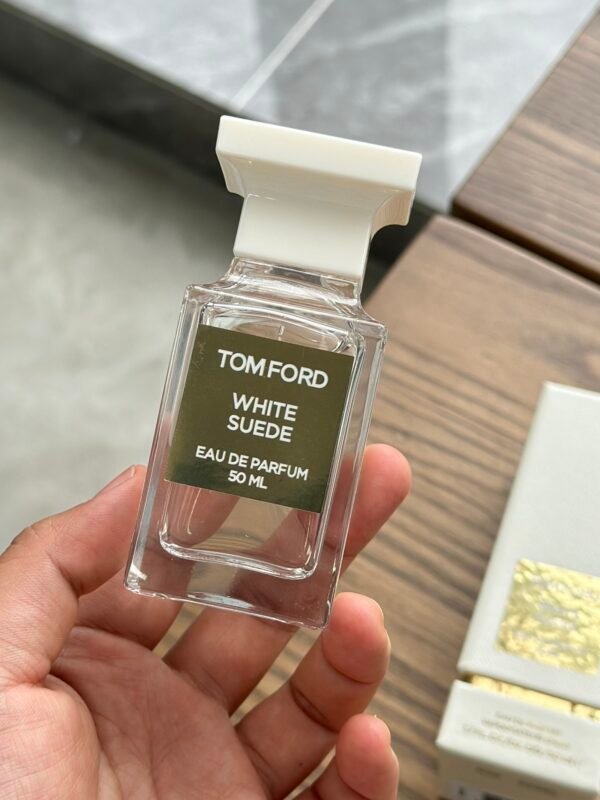 TOM FORD
WHITE
SUEDE
EAU DE PARFUM
50 ML